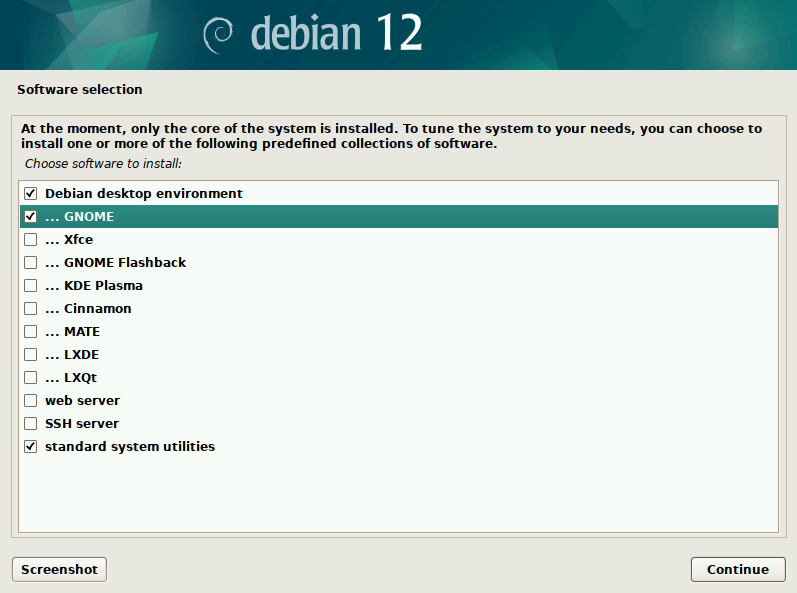 debian 12
Software selection
At the moment, only the core of the system is installed. To tune the system to your needs, you can choose to
install one or more of the following predefined collections of software.
Choose software to install:
Debian desktop environment
... GNOME
... Xfce
... GNOME Flashback
... KDE Plasma
... Cinnamon
... MATE
... LXDE
... LXQt
web server
SSH server
standard system utilities
Screenshot
Continue